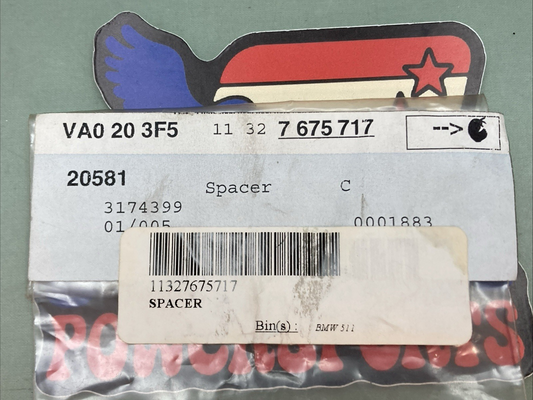 VA0 20 3F5 11 32 7 675 717 -->
20581
Spacer C
3174399
01/005 0001883
11327675717
SPACER
Bin(s): BMW 511
POWERSPORTS